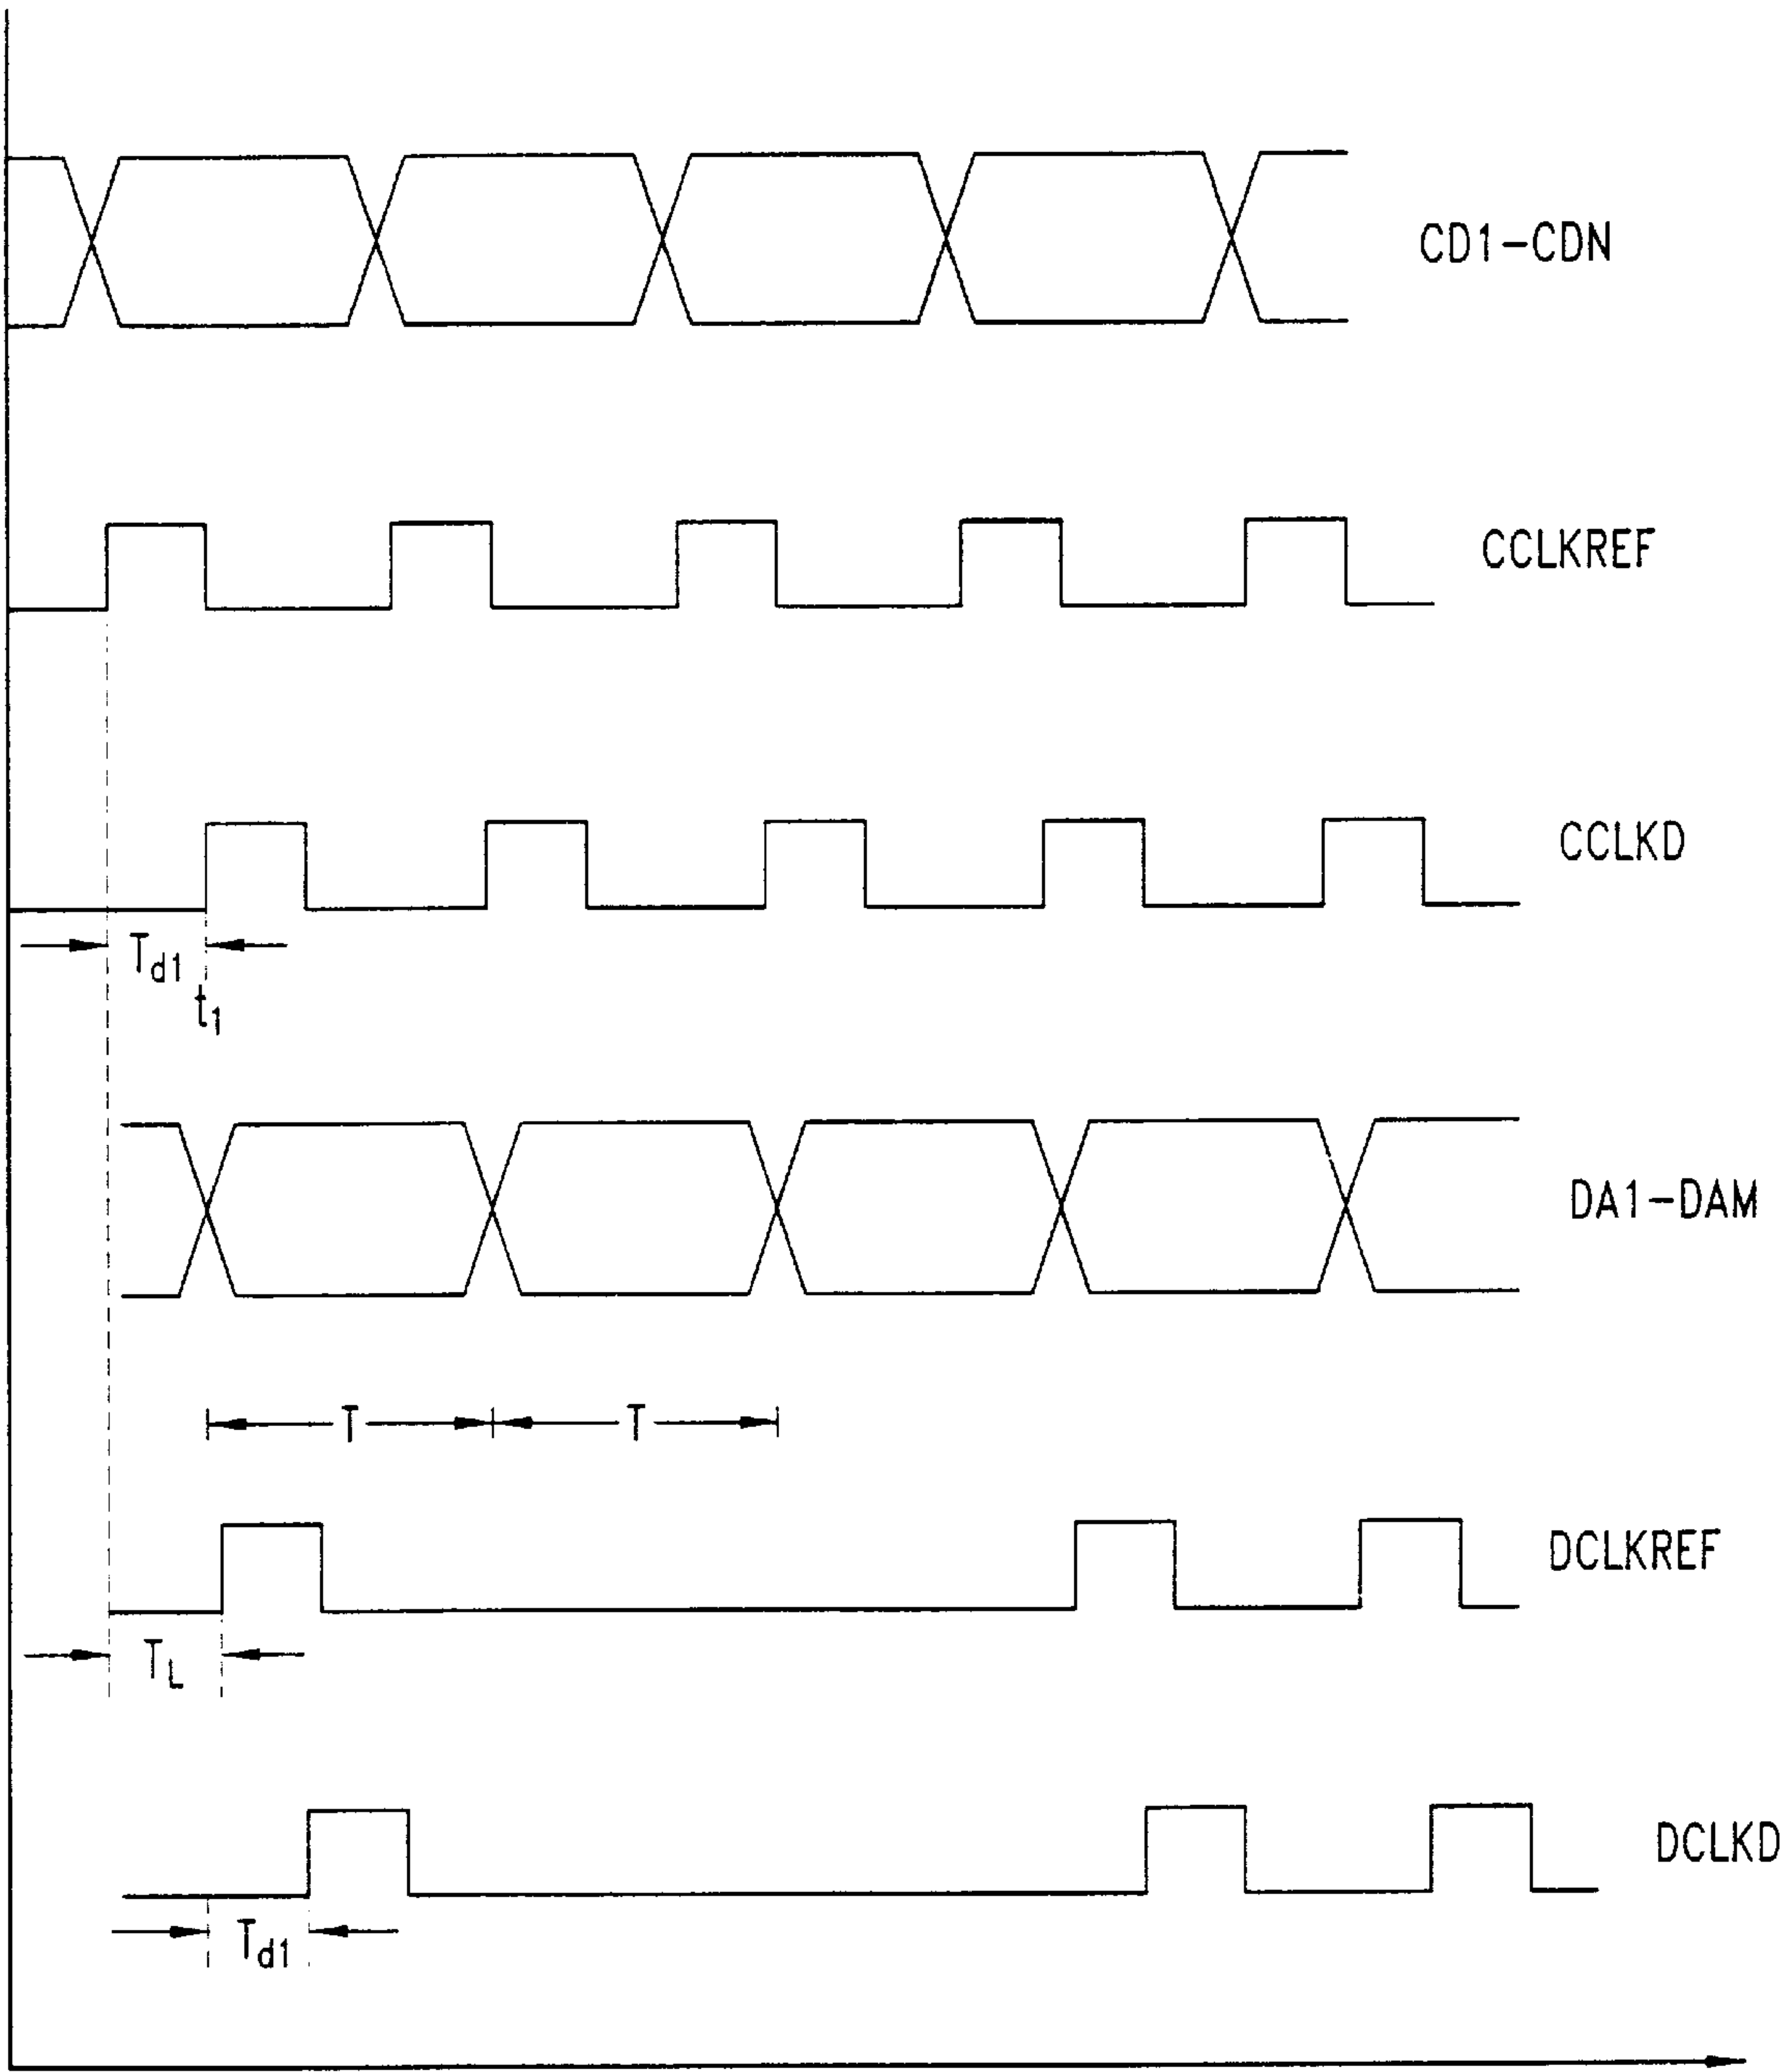 CD1-CDN
CCLKREF
CCLKD
Td1
t1
DA1-DAM
T T
DCLKREF
TL
DCLKD
Td1